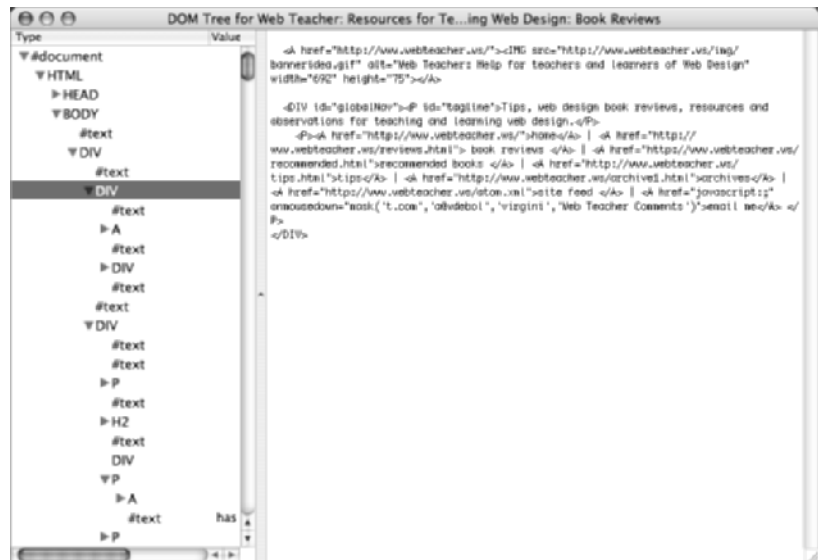 DOM Tree for Web Teacher: Resources for Te...ing Web Design: Book Reviews
Type Value
#document
HTML
HEAD
BODY
#text
DIV
#text
DIV
#text
A
#text
DIV
#text
#text
DIV
#text
#text
P
#text
H2
#text
DIV
P
A
#text has
P
<A href="http://www.webteacher.ws/"><IMG src="http://www.webteacher.ws/img/
banneridea.gif" alt="Web Teacher: Help for teachers and learners of Web Design"
width="692" height="75"></A>
<DIV id="globalNav"><P id="tagline">Tips, web design book reviews, resources and
observations for teaching and learning web design.</P>
<P><A href="http://www.webteacher.ws/">home</A> | <A href="http://
www.webteacher.ws/reviews.html"> book reviews </A> | <A href="http://www.webteacher.ws/
recommended.html">recommended books </A> | <A href="http://www.webteacher.ws/
tips.html">tips</A> | <A href="http://www.webteacher.ws/archive1.html">archives</A> |
<A href="http://www.webteacher.ws/atom.xml">site feed </A> | <A href="javascript:;"
onmousedown="mask('t.com','a@vdebol','virgini','Web Teacher Comments')">email me</A> </
P>
</DIV>